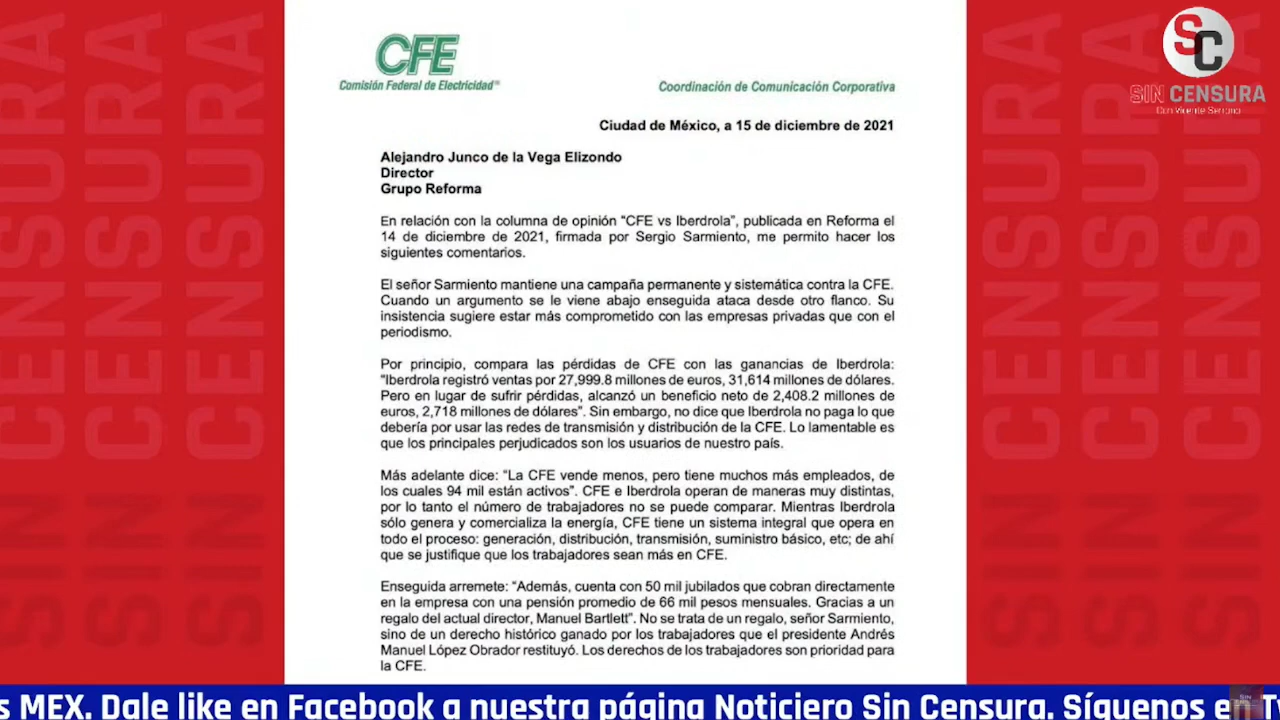 CFE
Comisión Federal de Electricidad®
Coordinación de Comunicación Corporativa
SC
SIN CENSURA
Con Vicente Serrano
Ciudad de México, a 15 de diciembre de 2021
Alejandro Junco de la Vega Elizondo
Director
Grupo Reforma
En relación con la columna de opinión “CFE vs Iberdrola”, publicada en Reforma el
14 de diciembre de 2021, firmada por Sergio Sarmiento, me permito hacer los
siguientes comentarios.
El señor Sarmiento mantiene una campaña permanente y sistemática contra la CFE.
Cuando un argumento se le viene abajo enseguida ataca desde otro flanco. Su
insistencia sugiere estar más comprometido con las empresas privadas que con el
periodismo.
Por principio, compara las pérdidas de CFE con las ganancias de Iberdrola:
“Iberdrola registró ventas por 27,999.8 millones de euros, 31,614 millones de dólares.
Pero en lugar de sufrir pérdidas, alcanzó un beneficio neto de 2,408.2 millones de
euros, 2,718 millones de dólares”. Sin embargo, no dice que Iberdrola no paga lo que
debería por usar las redes de transmisión y distribución de la CFE. Lo lamentable es
que los principales perjudicados son los usuarios de nuestro país.
Más adelante dice: “La CFE vende menos, pero tiene muchos más empleados, de
los cuales 94 mil están activos”. CFE e Iberdrola operan de maneras muy distintas,
por lo tanto el número de trabajadores no se puede comparar. Mientras Iberdrola
sólo genera y comercializa la energía, CFE tiene un sistema integral que opera en
todo el proceso: generación, distribución, transmisión, suministro básico, etc; de ahí
que se justifique que los trabajadores sean más en CFE.
Enseguida arremete: “Además, cuenta con 50 mil jubilados que cobran directamente
en la empresa con una pensión promedio de 66 mil pesos mensuales. Gracias a un
regalo del actual director, Manuel Bartlett”. No se trata de un regalo, señor Sarmiento,
sino de un derecho histórico ganado por los trabajadores que el presidente Andrés
Manuel López Obrador restituyó. Los derechos de los trabajadores son prioridad para
la CFE.
SIN CENSURA
SIN CENSURA
SIN CENSURA
SIN CENSURA
SIN CENSURA
SIN CENSURA
s MEX. Dale like en Facebook a nuestra página Noticiero Sin Censura. Síguenos e T